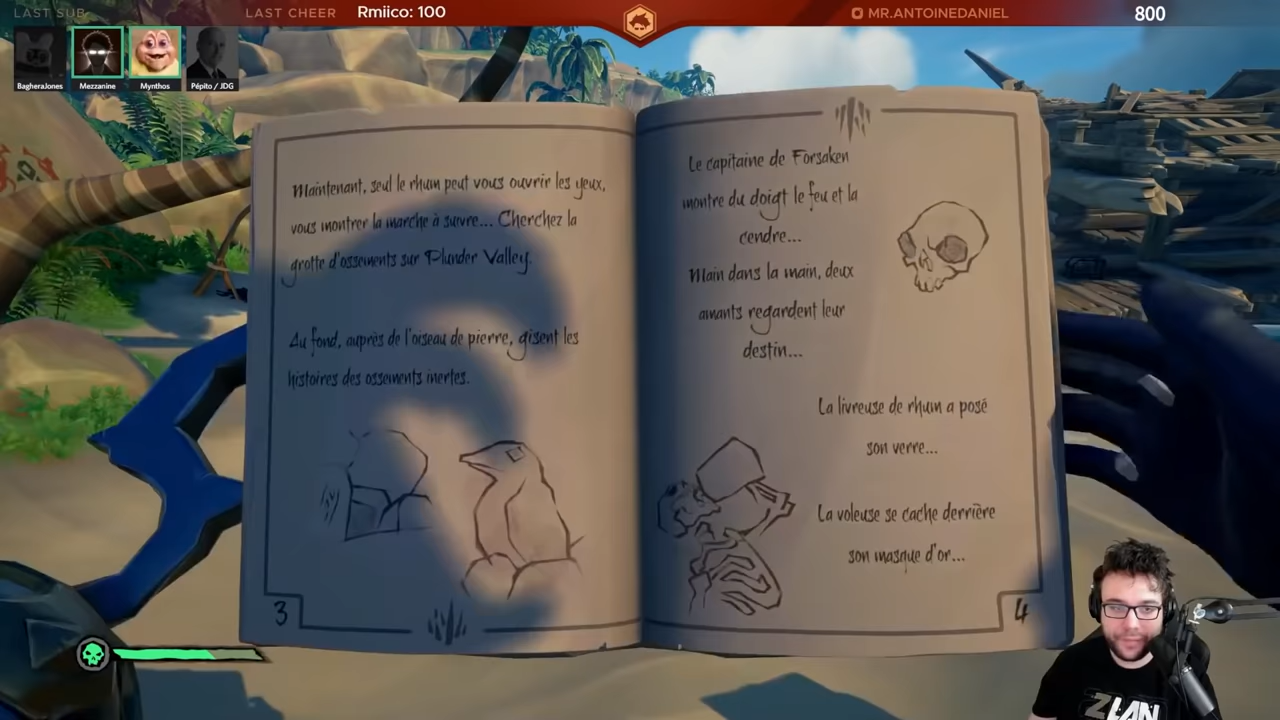 LAST SUB
LAST CHEER Rmiico: 100
MR.ANTOINEDANIEL
800
BagheraJones
Mezzanine
Mynthos
Pépito / JDG
Maintenant, seul le rhum peut vous ouvrir les yeux,
vous montrer la marche à suivre... Cherchez la
grotte d'ossements sur Plunder Valley.
Au fond, auprès de l'oiseau de pierre, gisent les
histoires des ossements inertes.
3
Le capitaine de Forsaken
montre du doigt le feu et la
cendre...
Main dans la main, deux
amants regardent leur
destin...
La livreuse de rhum a posé
son verre...
La voleuse se cache derrière
son masque d'or...
4
ZLAN